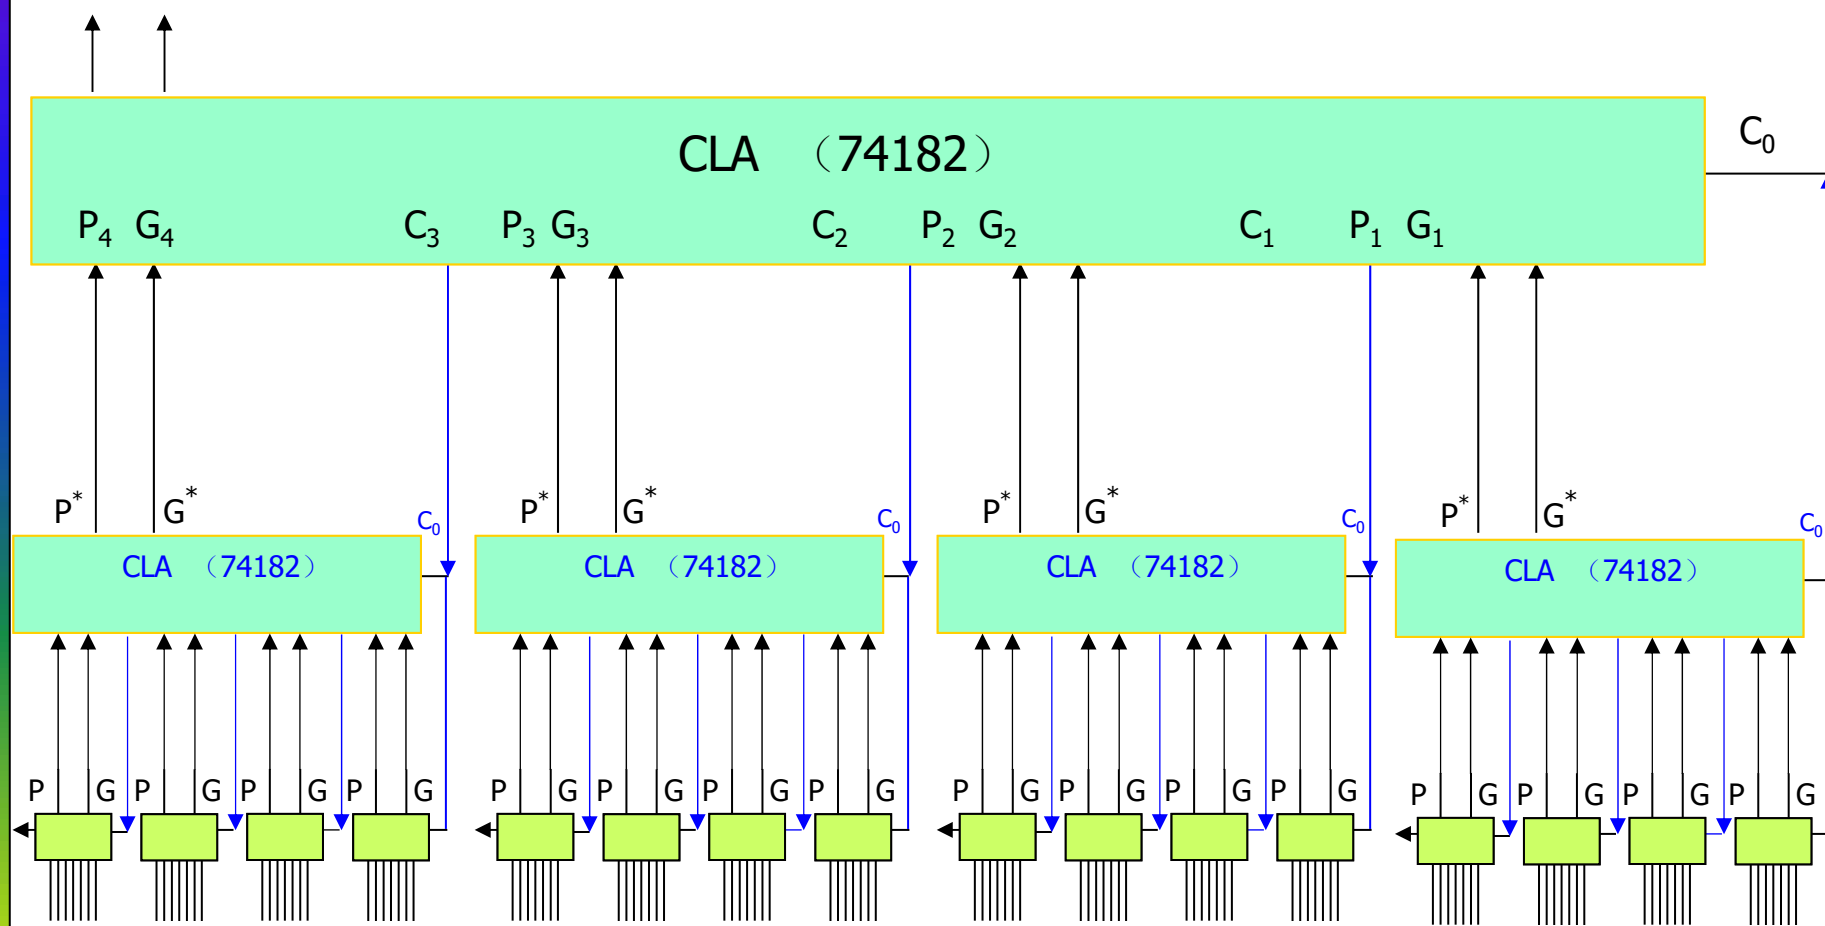 CLA （74182）
C₀
P₄ G₄ C₃ P₃ G₃ C₂ P₂ G₂ C₁ P₁ G₁
P* G* C₀ P* G* C₀ P* G* C₀ P* G* C₀
CLA （74182） CLA （74182） CLA （74182） CLA （74182）
P G P G P G P G P G P G P G P G P G P G P G P G P G P G P G P G